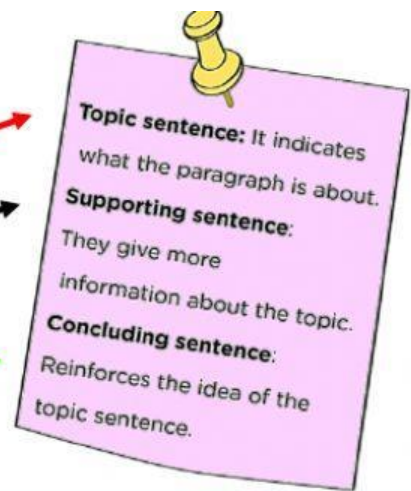 Topic sentence: It indicates
what the paragraph is about.
Supporting sentence:
They give more
information about the topic.
Concluding sentence:
Reinforces the idea of the
topic sentence.